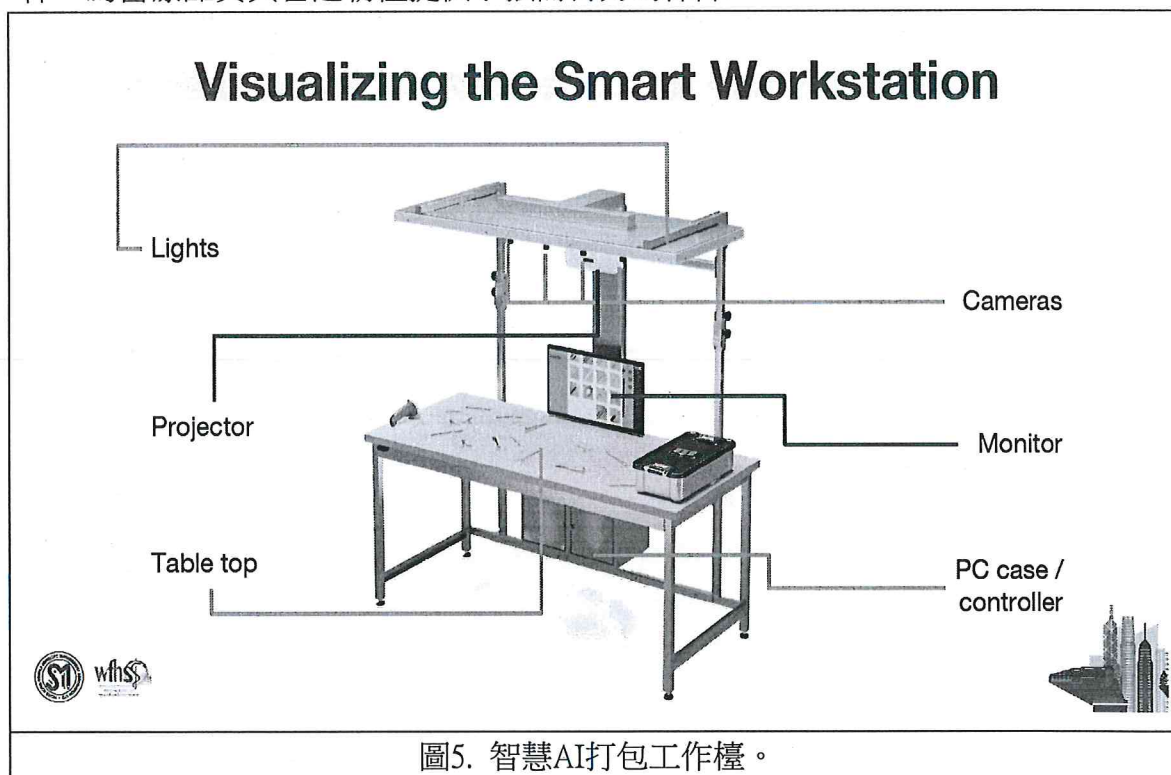 Visualizing the Smart Workstation
Lights
Cameras
Projector
Monitor
Table top
PC case /
controller
wfhss
圖5. 智慧AI打包工作檯。